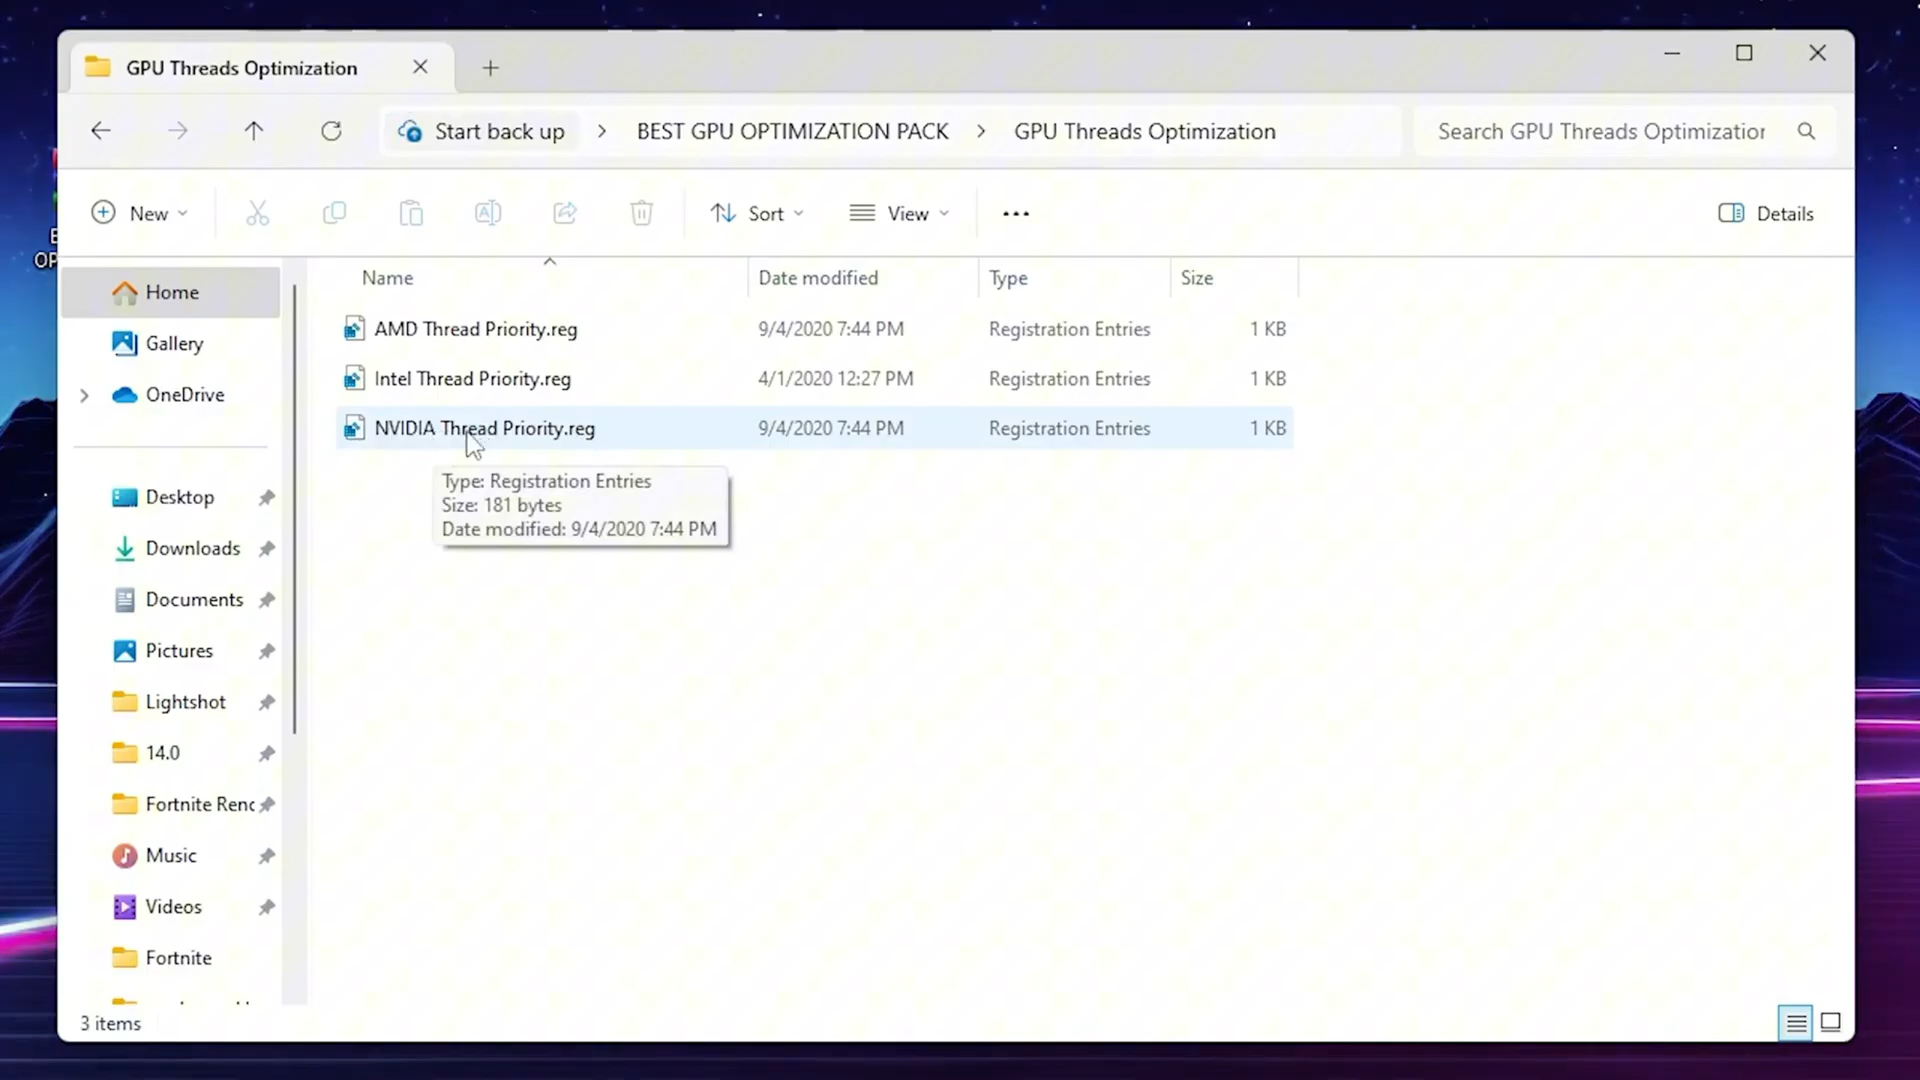 GPU Threads Optimization
Start back up > BEST GPU OPTIMIZATION PACK > GPU Threads Optimization
Search GPU Threads Optimization
New
Sort
View
Details
Name Date modified Type Size
AMD Thread Priority.reg 9/4/2020 7:44 PM Registration Entries 1 KB
Intel Thread Priority.reg 4/1/2020 12:27 PM Registration Entries 1 KB
NVIDIA Thread Priority.reg 9/4/2020 7:44 PM Registration Entries 1 KB
Type: Registration Entries
Size: 181 bytes
Date modified: 9/4/2020 7:44 PM
Home
Gallery
OneDrive
Desktop
Downloads
Documents
Pictures
Lightshot
14.0
Fortnite Renc
Music
Videos
Fortnite
3 items
OP